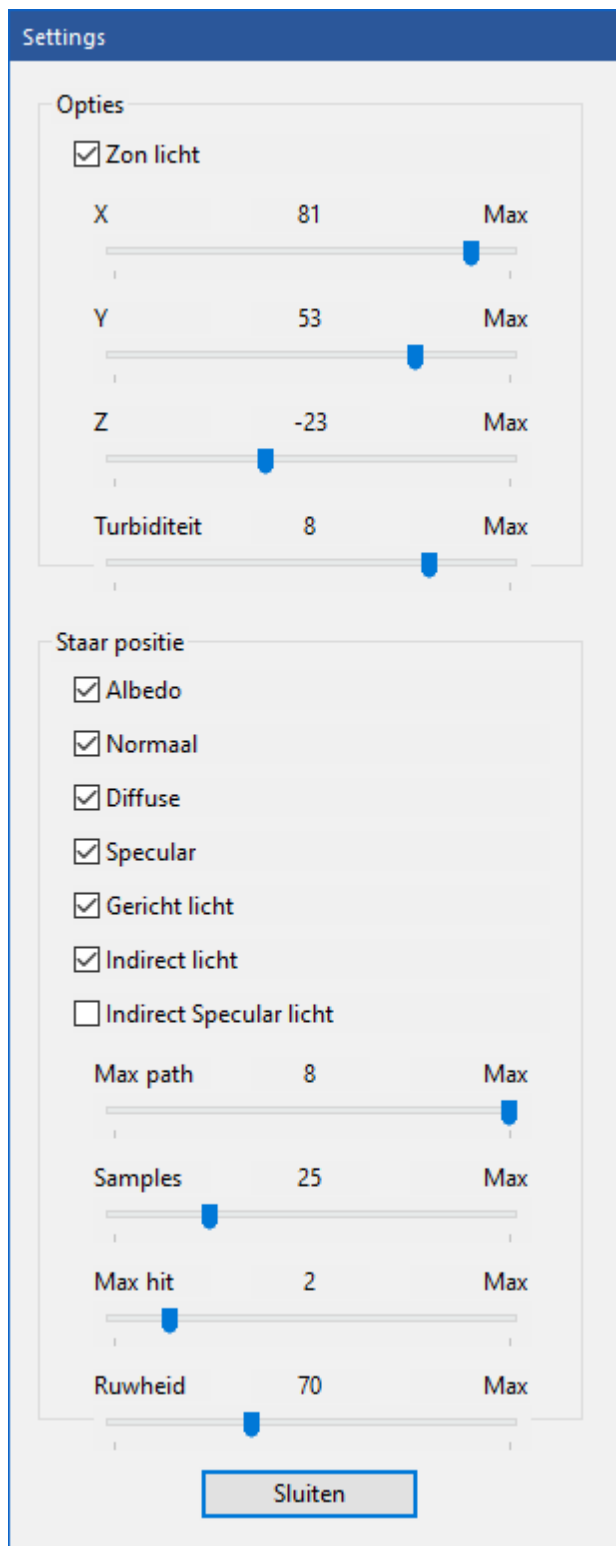 Settings
Opties
Zon licht
X 81 Max
Y 53 Max
Z -23 Max
Turbiditeit 8 Max
Staar positie
Albedo
Normaal
Diffuse
Specular
Gericht licht
Indirect licht
Indirect Specular licht
Max path 8 Max
Samples 25 Max
Max hit 2 Max
Ruwheid 70 Max
Sluiten